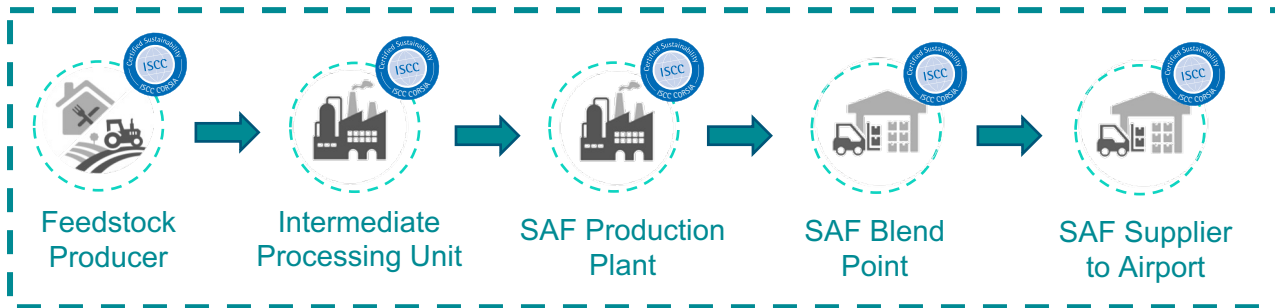 Certified Sustainability
ISCC
ISCC CORSIA
Certified Sustainability
ISCC
ISCC CORSIA
Certified Sustainability
ISCC
ISCC CORSIA
Certified Sustainability
ISCC
ISCC CORSIA
Certified Sustainability
ISCC
ISCC CORSIA
Feedstock
Producer
Intermediate
Processing Unit
SAF Production
Plant
SAF Blend
Point
SAF Supplier
to Airport